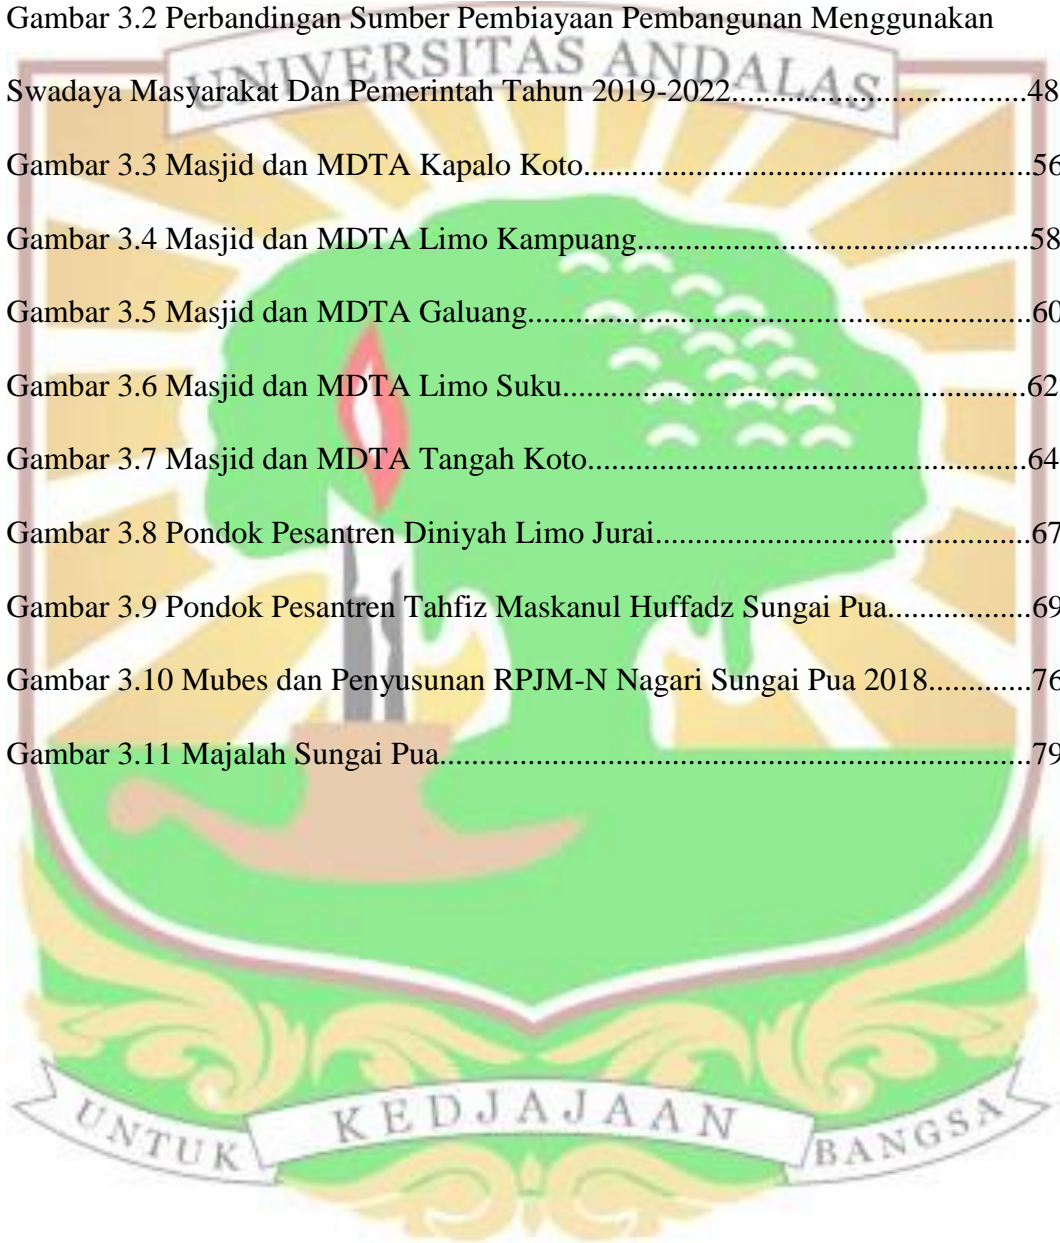 Gambar 3.2 Perbandingan Sumber Pembiayaan Pembangunan Menggunakan
UNIVERSITAS ANDALAS
Swadaya Masyarakat Dan Pemerintah Tahun 2019-2022.................................48
Gambar 3.3 Masjid dan MDTA Kapalo Koto..................................................56
Gambar 3.4 Masjid dan MDTA Limo Kampuang............................................58
Gambar 3.5 Masjid dan MDTA Galuang.........................................................60
Gambar 3.6 Masjid dan MDTA Limo Suku.....................................................62
Gambar 3.7 Masjid dan MDTA Tangah Koto..................................................64
Gambar 3.8 Pondok Pesantren Diniyah Limo Jurai..........................................67
Gambar 3.9 Pondok Pesantren Tahfiz Maskanul Huffadz Sungai Pua................69
Gambar 3.10 Mubes dan Penyusunan RPJM-N Nagari Sungai Pua 2018............76
Gambar 3.11 Majalah Sungai Pua...................................................................79
UNTUK KEDJAJAAN BANGSA